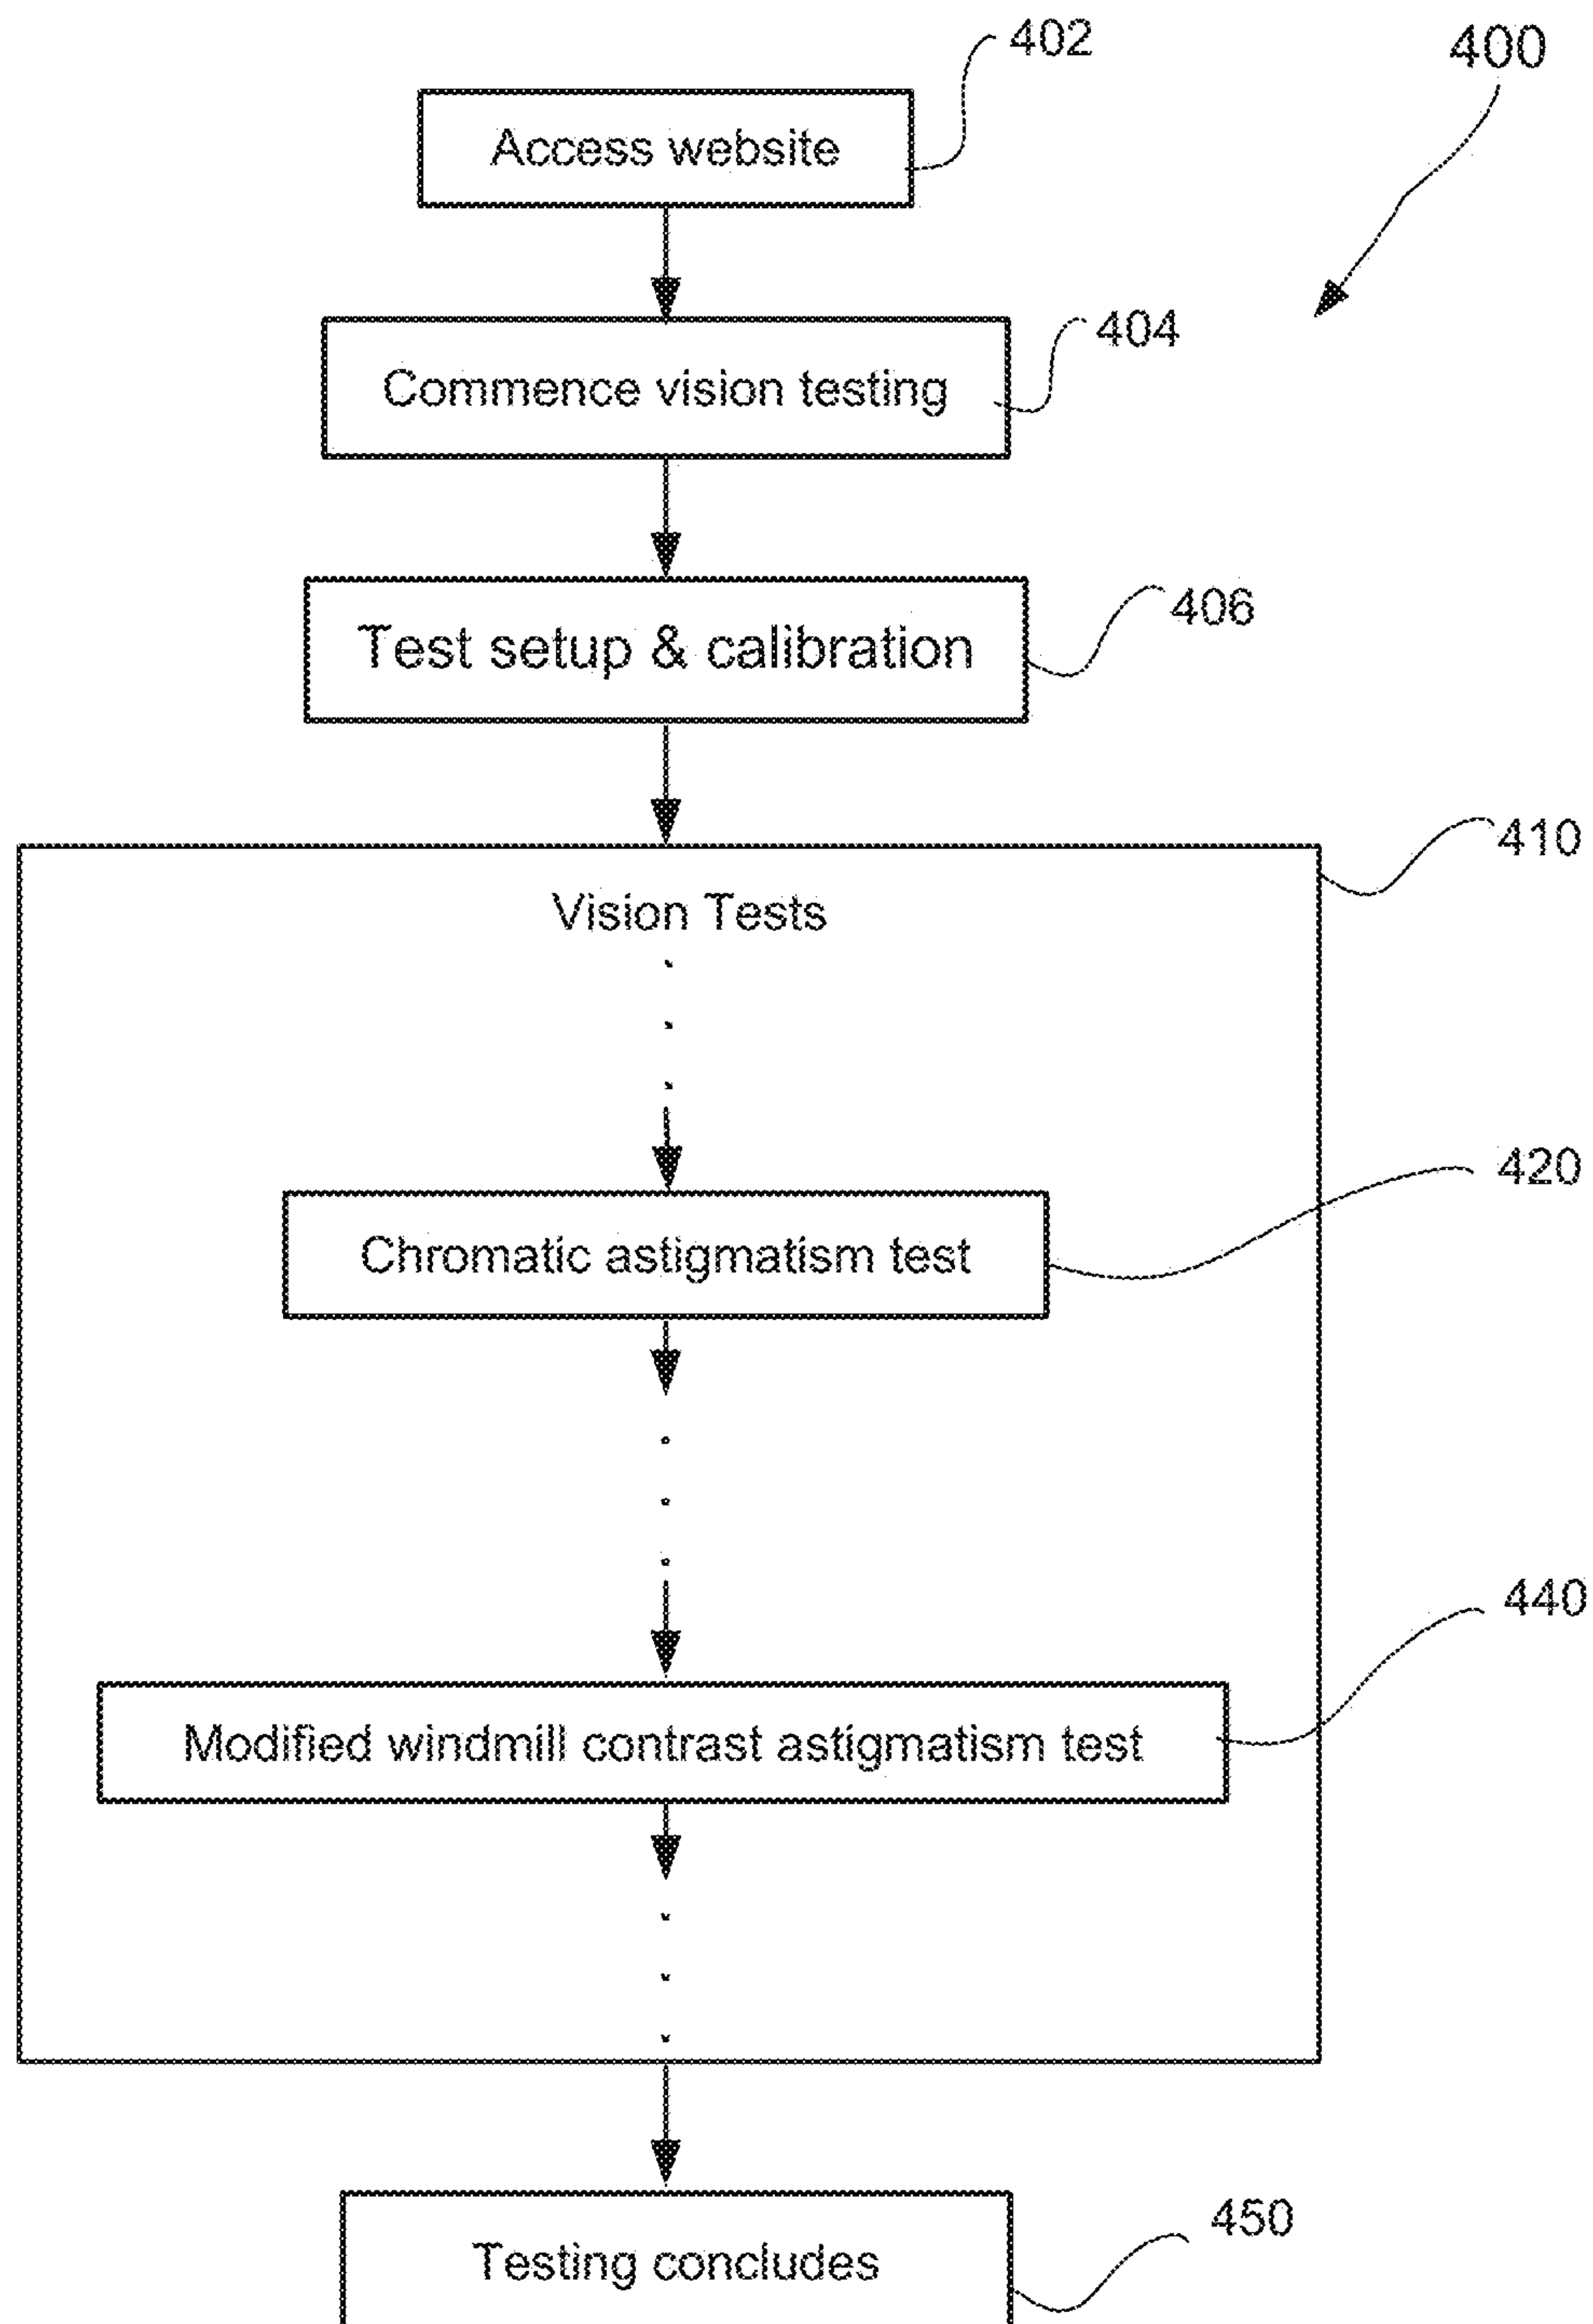 402
400
Access website
404
Commence vision testing
406
Test setup & calibration
410
Vision Tests
420
Chromatic astigmatism test
440
Modified windmill contrast astigmatism test
450
Testing concludes